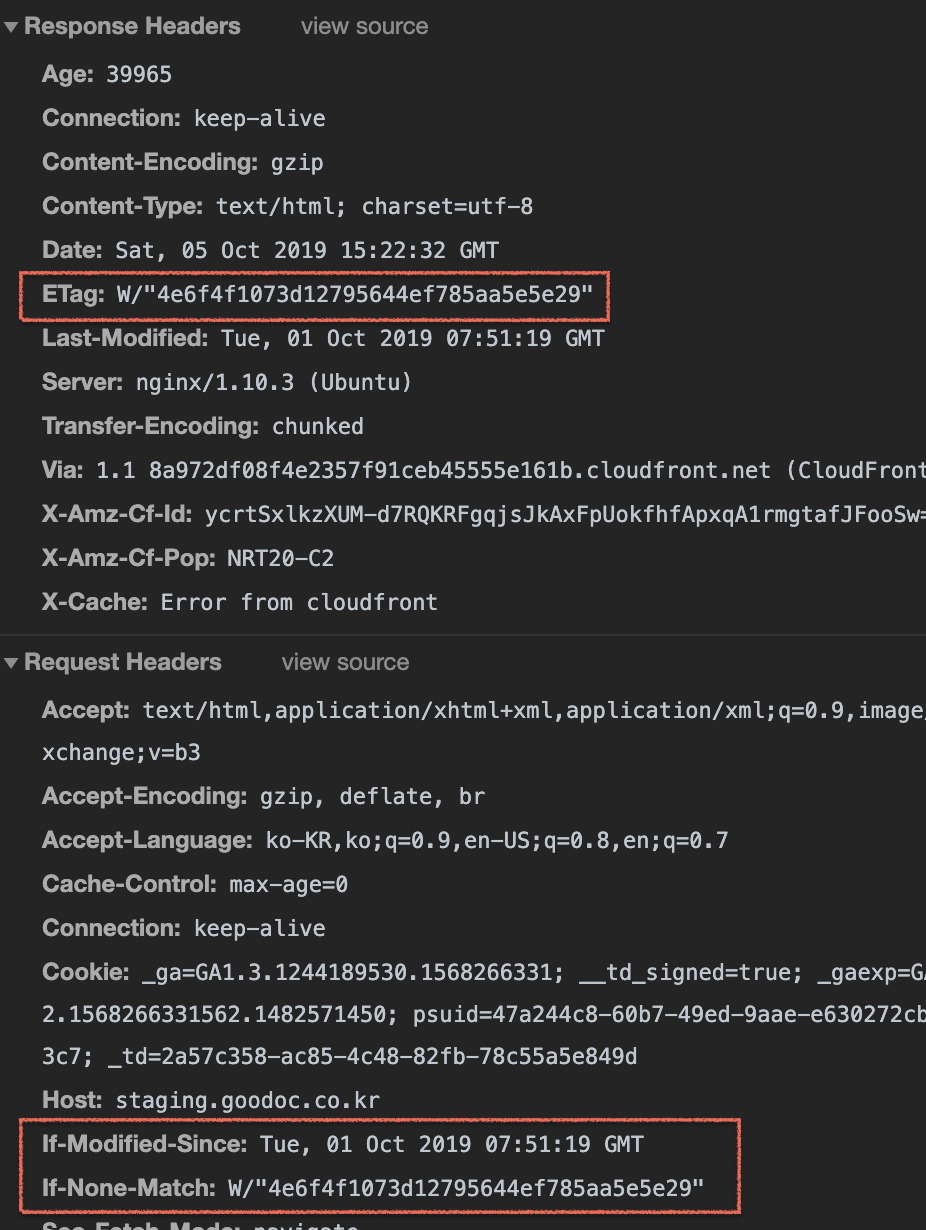 Response Headers view source
Age: 39965
Connection: keep-alive
Content-Encoding: gzip
Content-Type: text/html; charset=utf-8
Date: Sat, 05 Oct 2019 15:22:32 GMT
ETag: W/"4e6f4f1073d12795644ef785aa5e5e29"
Last-Modified: Tue, 01 Oct 2019 07:51:19 GMT
Server: nginx/1.10.3 (Ubuntu)
Transfer-Encoding: chunked
Via: 1.1 8a972df08f4e2357f91ceb45555e161b.cloudfront.net (CloudFront
X-Amz-Cf-Id: ycrtSxlkzXUM-d7RQKRFgqjsJkAxFpUokfhfApxqA1rmgtafJFooSw=
X-Amz-Cf-Pop: NRT20-C2
X-Cache: Error from cloudfront
Request Headers view source
Accept: text/html,application/xhtml+xml,application/xml;q=0.9,image/
xchange;v=b3
Accept-Encoding: gzip, deflate, br
Accept-Language: ko-KR,ko;q=0.9,en-US;q=0.8,en;q=0.7
Cache-Control: max-age=0
Connection: keep-alive
Cookie: _ga=GA1.3.1244189530.1568266331; __td_signed=true; _gaexp=GA
2.1568266331562.1482571450; psuid=47a244c8-60b7-49ed-9aae-e630272cb
3c7; _td=2a57c358-ac85-4c48-82fb-78c55a5e849d
Host: staging.goodoc.co.kr
If-Modified-Since: Tue, 01 Oct 2019 07:51:19 GMT
If-None-Match: W/"4e6f4f1073d12795644ef785aa5e5e29"
Sec-Fetch-Mode: navigate